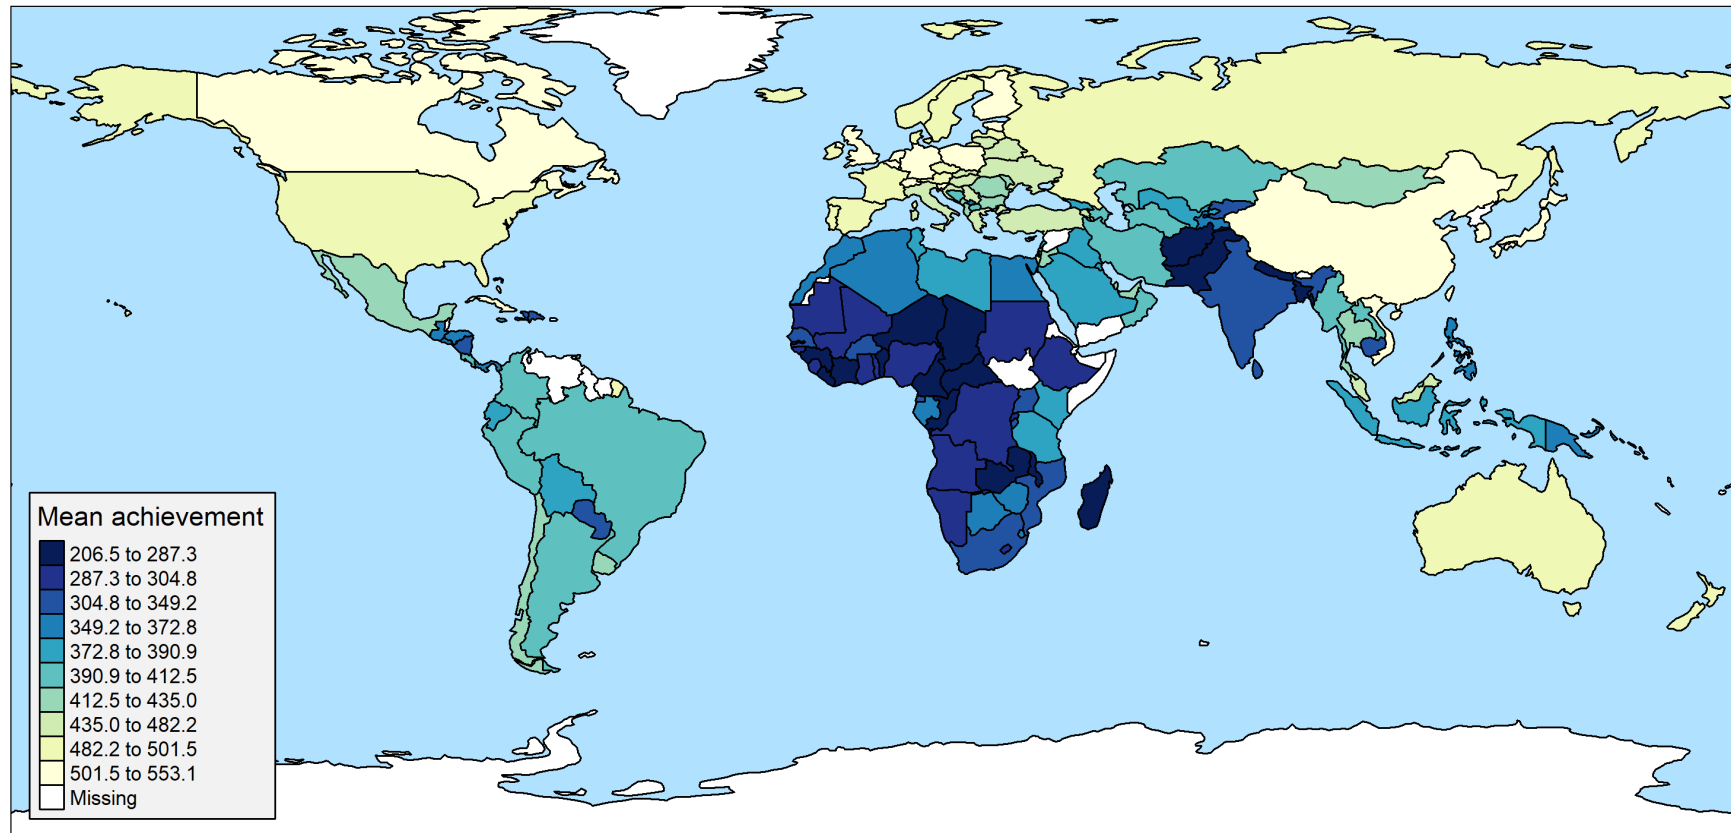 Mean achievement
206.5 to 287.3
287.3 to 304.8
304.8 to 349.2
349.2 to 372.8
372.8 to 390.9
390.9 to 412.5
412.5 to 435.0
435.0 to 482.2
482.2 to 501.5
501.5 to 553.1
Missing